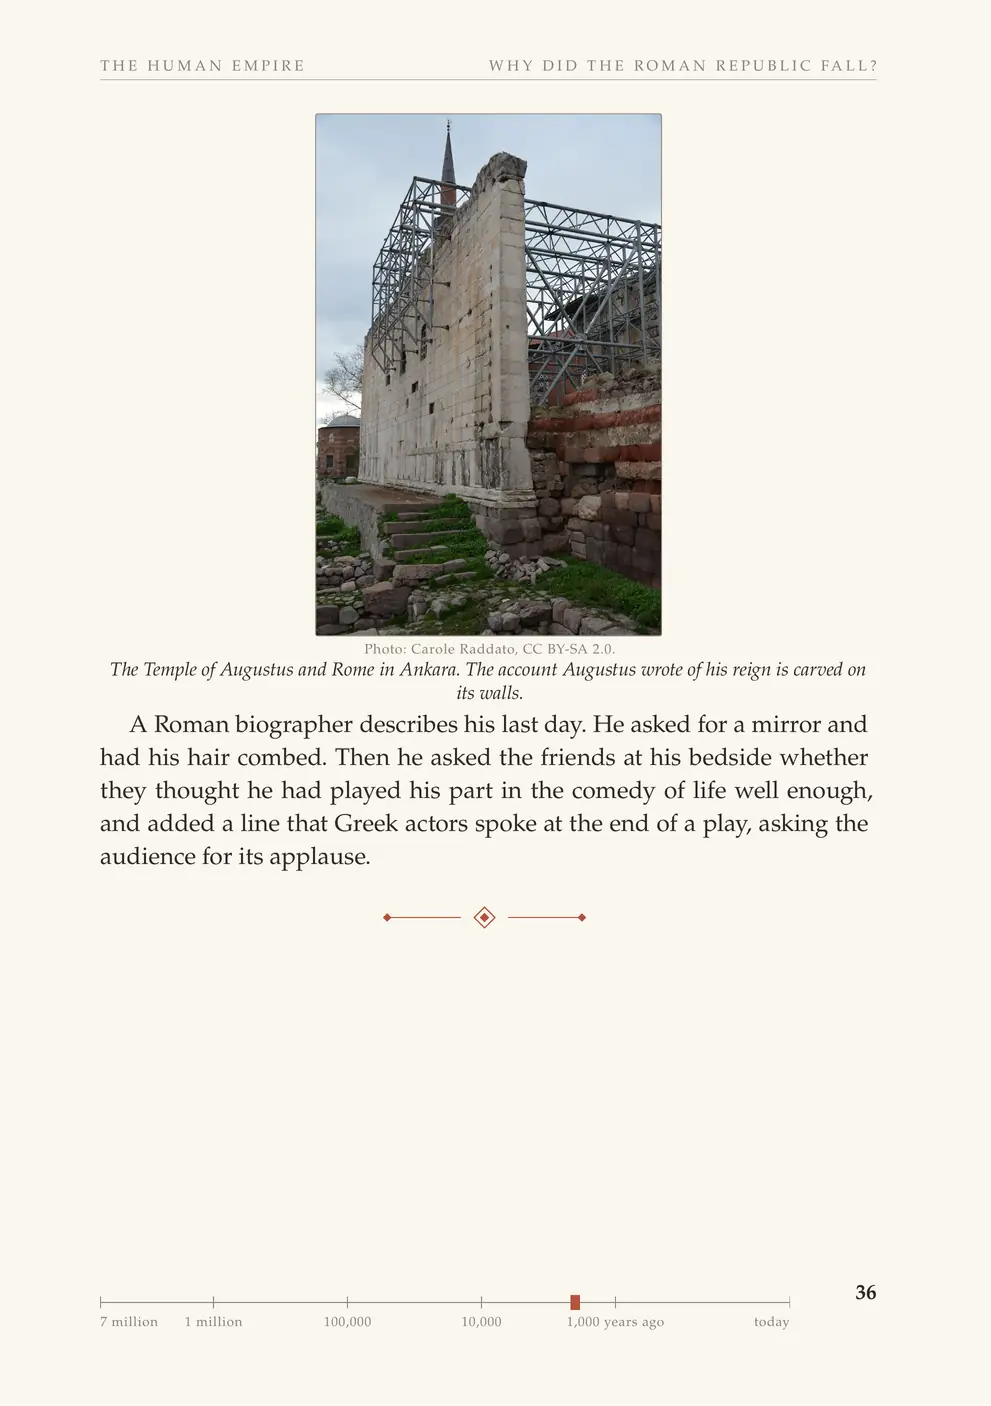 THE HUMAN EMPIRE
WHY DID THE ROMAN REPUBLIC FALL?
Photo: Carole Raddato, CC BY-SA 2.0.
The Temple of Augustus and Rome in Ankara. The account Augustus wrote of his reign is carved on
its walls.
A Roman biographer describes his last day. He asked for a mirror and
had his hair combed. Then he asked the friends at his bedside whether
they thought he had played his part in the comedy of life well enough,
and added a line that Greek actors spoke at the end of a play, asking the
audience for its applause.
36
7 million
1 million
100,000
10,000
1,000 years ago
today